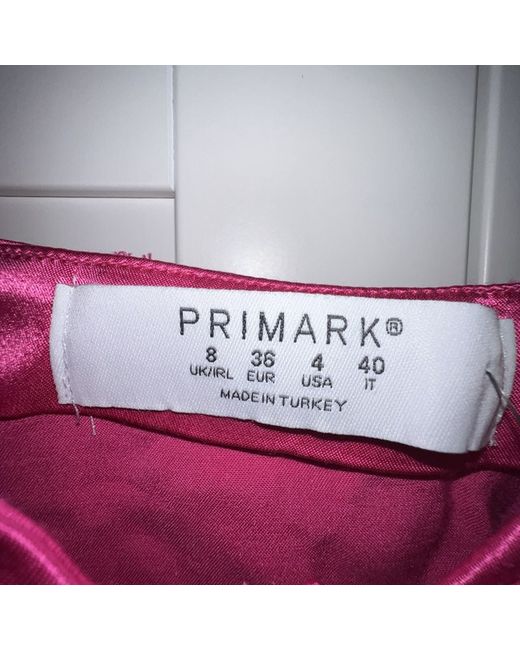 PRIMARK®
8 36 4 40
UK/IRL EUR USA IT
MADE IN TURKEY